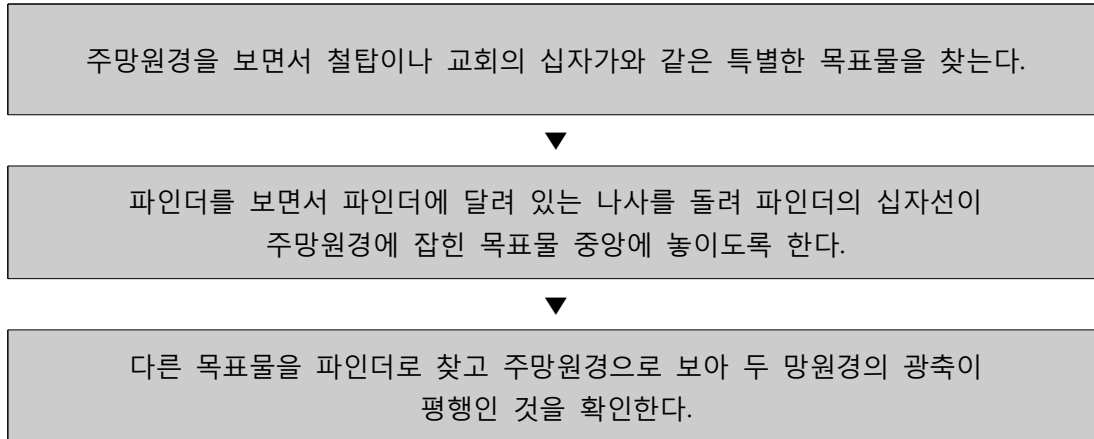 주망원경을 보면서 철탑이나 교회의 십자가와 같은 특별한 목표물을 찾는다.
▼
파인더를 보면서 파인더에 달려 있는 나사를 돌려 파인더의 십자선이
주망원경에 잡힌 목표물 중앙에 놓이도록 한다.
▼
다른 목표물을 파인더로 찾고 주망원경으로 보아 두 망원경의 광축이
평행인 것을 확인한다.